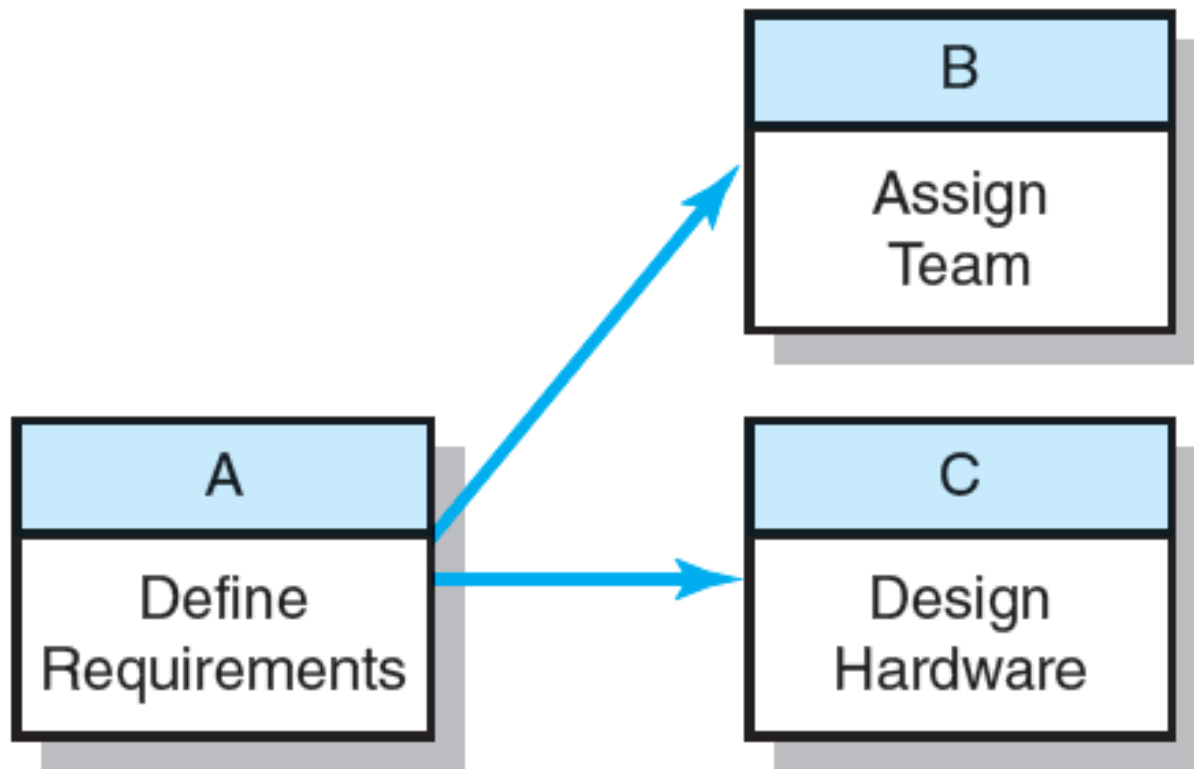 B
Assign
Team
A
Define
Requirements
C
Design
Hardware